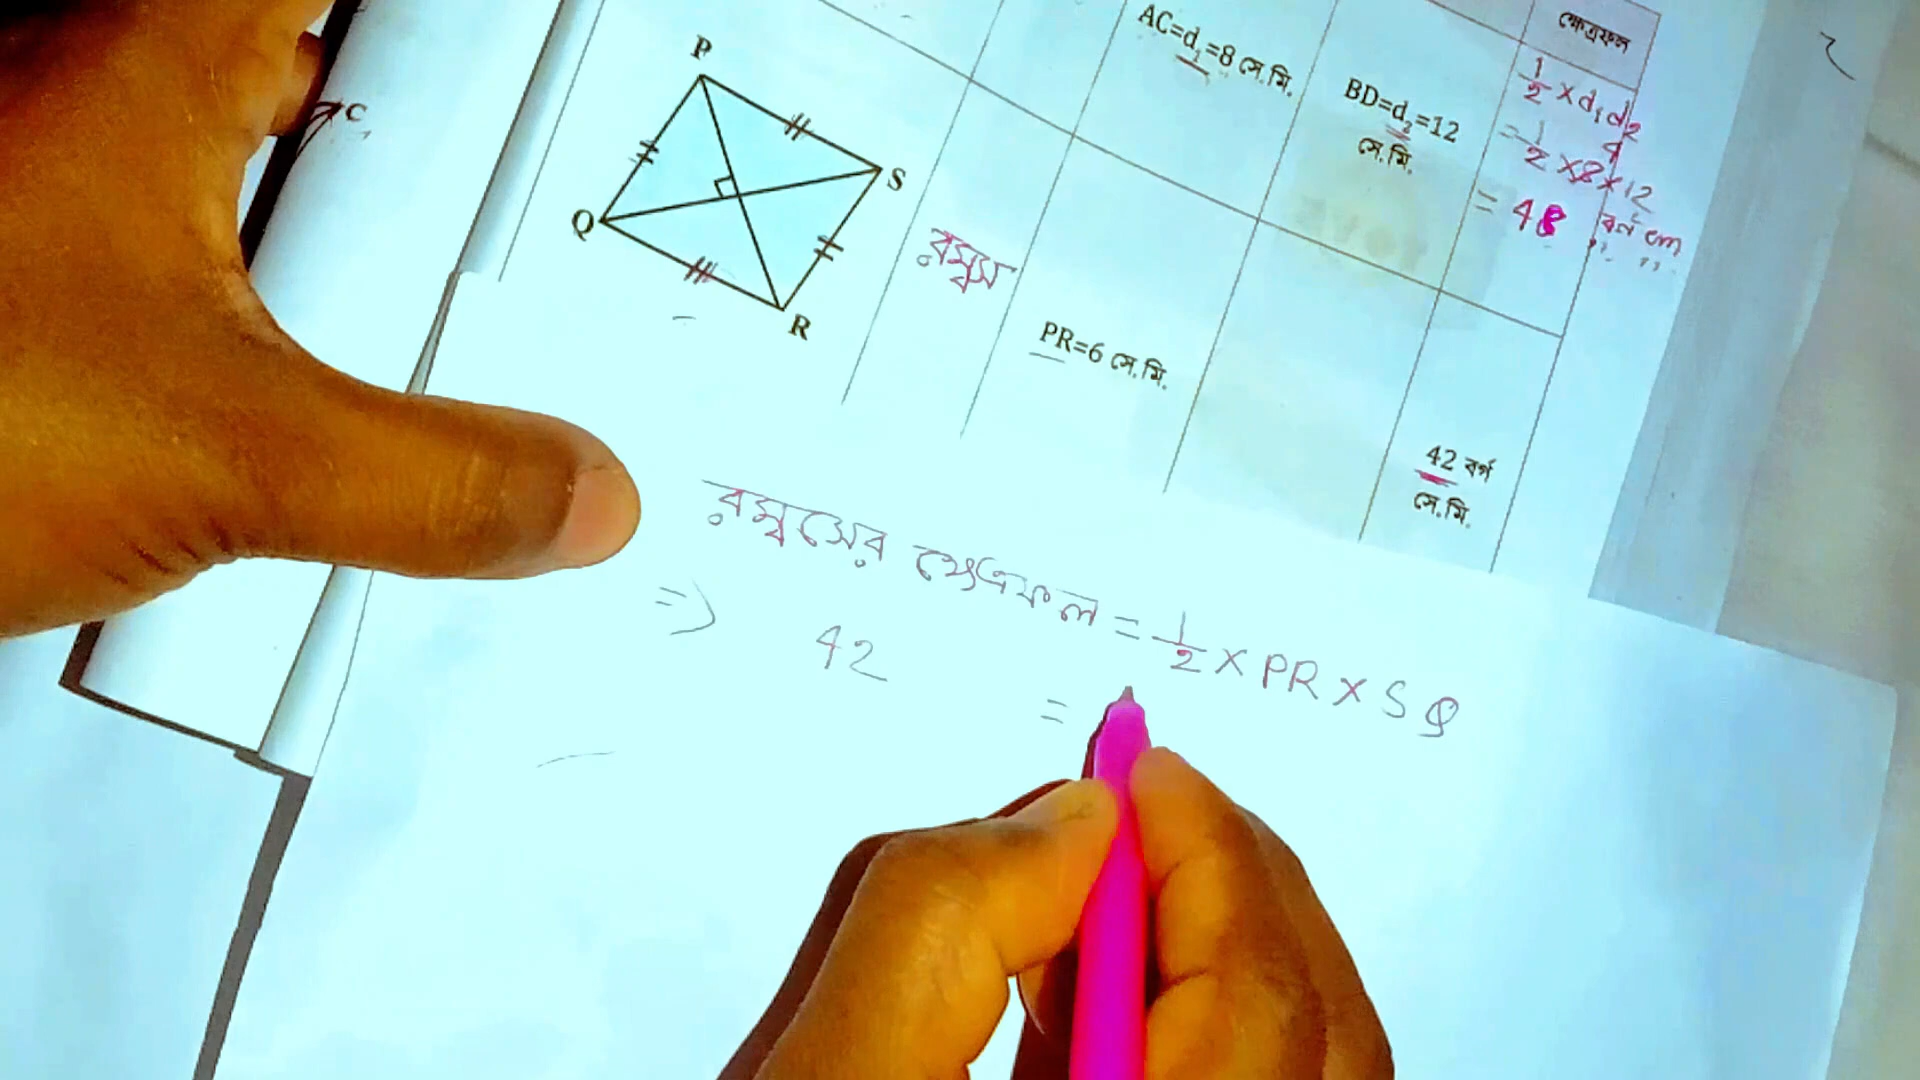 ক্ষেত্রফল
AC=d₁=8 সে.মি.
BD=d₂=12
সে.মি.
1/2 × d₁d₂
= 1/2 × 8 × 12
4
= 48 বর্গ cm
" "
P
S
Q
R
C
রম্বস
PR=6 সে.মি.
42 বর্গ
সে.মি.
রম্বসের ক্ষেত্রফল = 1/2 × PR × SQ
=> 42 =